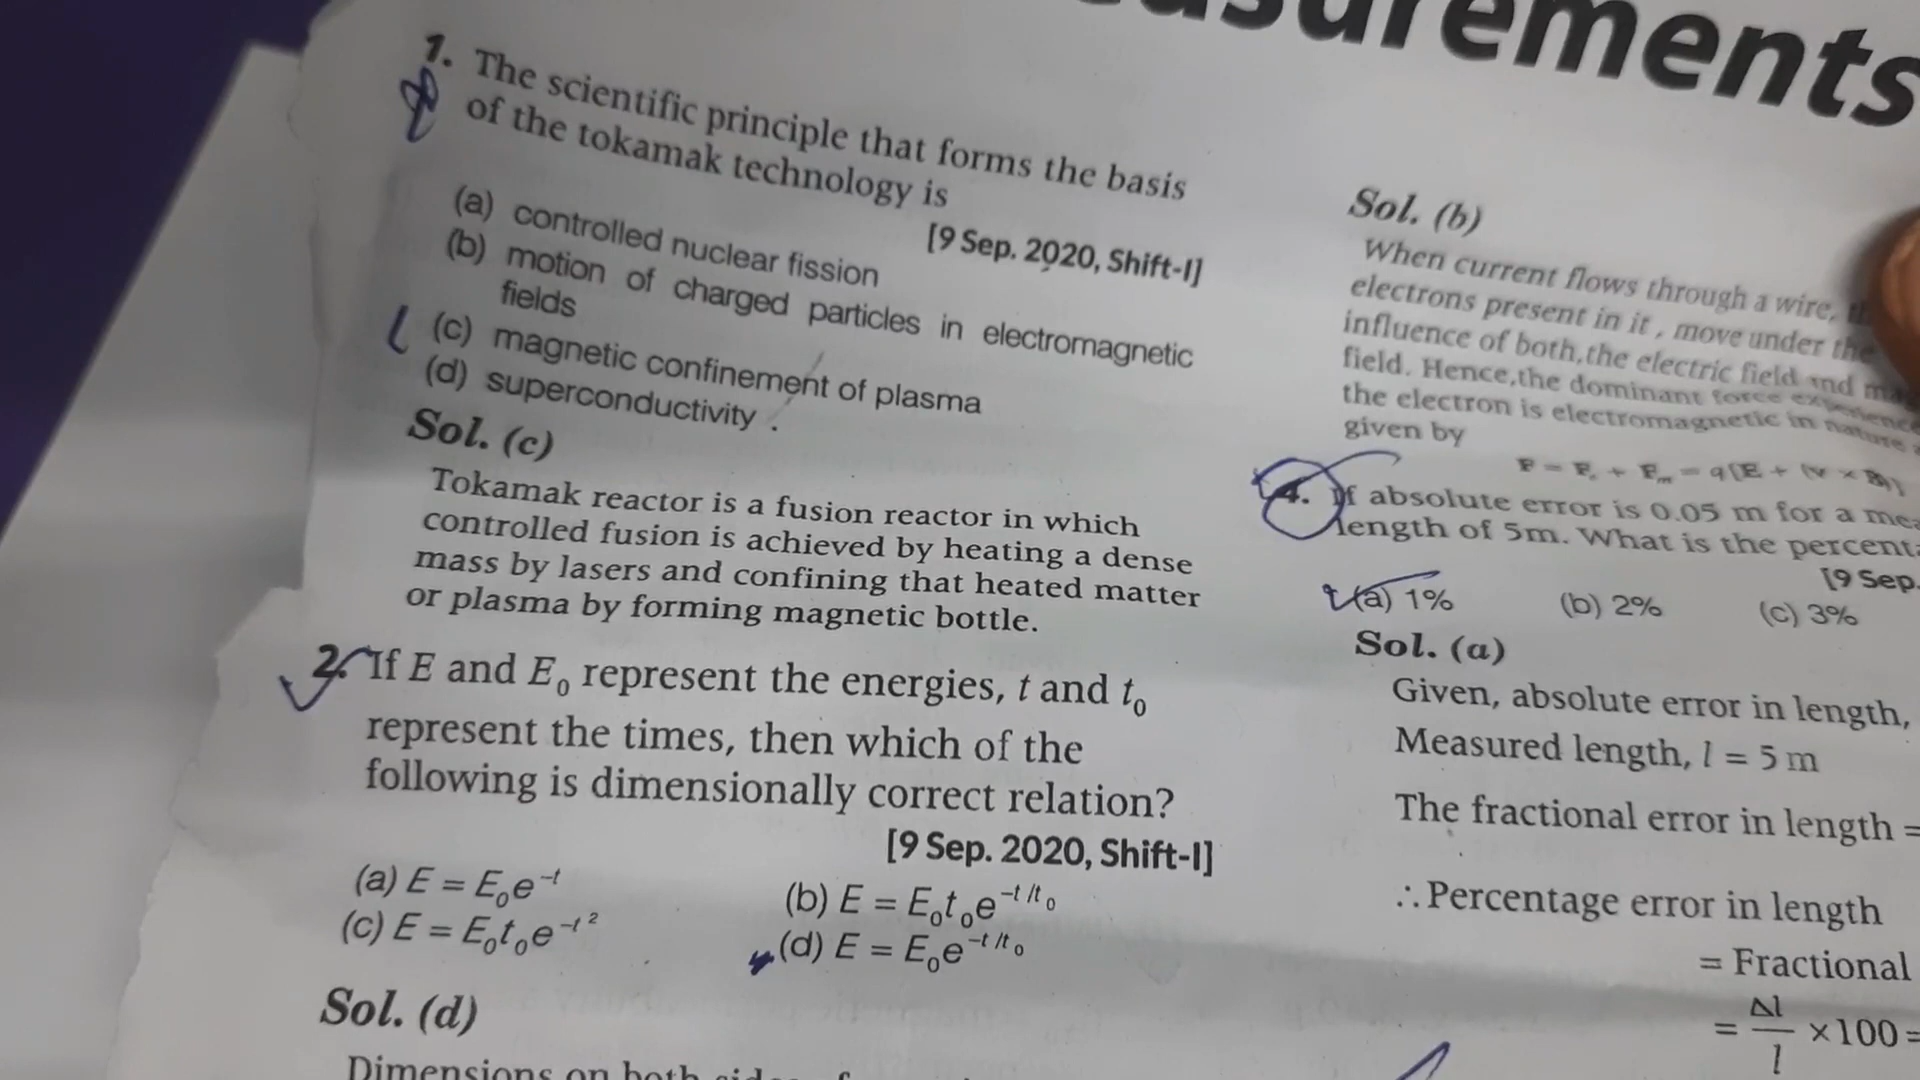 surements
1. The scientific principle that forms the basis
of the tokamak technology is
[9 Sep. 2020, Shift-I]
(a) controlled nuclear fission
(b) motion of charged particles in electromagnetic
fields
(c) magnetic confinement of plasma
(d) superconductivity .
Sol. (c)
Tokamak reactor is a fusion reactor in which
controlled fusion is achieved by heating a dense
mass by lasers and confining that heated matter
or plasma by forming magnetic bottle.
2. If E and E₀ represent the energies, t and t₀
represent the times, then which of the
following is dimensionally correct relation?
[9 Sep. 2020, Shift-I]
(a) E = E₀e^-t (b) E = E₀t₀e^-t/t₀
(c) E = E₀t₀e^-t² (d) E = E₀e^-t/t₀
Sol. (d)
Dimensions on both
Sol. (b)
When current flows through a wire,
electrons present in it , move under the
influence of both, the electric field and
field. Hence, the dominant force
the electron is electromagnetic in nature
given by
F = Fₑ + Fₘ = q[E + (v × B)]
4. If absolute error is 0.05 m for a
length of 5m. What is the
[9 Sep.
(a) 1% (b) 2% (c) 3%
Sol. (a)
Given, absolute error in length,
Measured length, l = 5 m
The fractional error in length =
∴ Percentage error in length
= Fractional
= Δl/l ×100 =